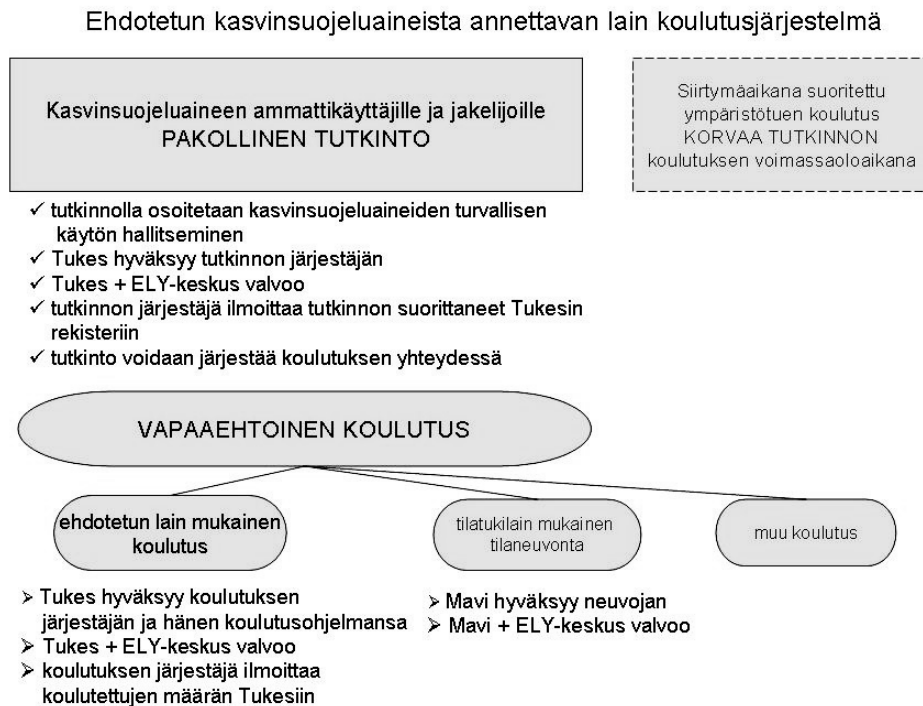 Ehdotetun kasvinsuojeluaineista annettavan lain koulutusjärjestelmä
Kasvinsuojeluaineen ammattikäyttäjille ja jakelijoille
PAKOLLINEN TUTKINTO
Siirtymäaikana suoritettu
ympäristötuen koulutus
KORVAA TUTKINNON
koulutuksen voimassaoloaikana
✓ tutkinnolla osoitetaan kasvinsuojeluaineiden turvallisen
käytön hallitseminen
✓ Tukes hyväksyy tutkinnon järjestäjän
✓ Tukes + ELY-keskus valvoo
✓ tutkinnon järjestäjä ilmoittaa tutkinnon suorittaneet Tukesin
rekisteriin
✓ tutkinto voidaan järjestää koulutuksen yhteydessä
VAPAAEHTOINEN KOULUTUS
ehdotetun lain mukainen
koulutus
tilatukilain mukainen
tilaneuvonta
muu koulutus
➢ Tukes hyväksyy koulutuksen
järjestäjän ja hänen koulutusohjelmansa
➢ Tukes + ELY-keskus valvoo
➢ koulutuksen järjestäjä ilmoittaa
koulutettujen määrän Tukesiin
➢ Mavi hyväksyy neuvojan
➢ Mavi + ELY-keskus valvoo